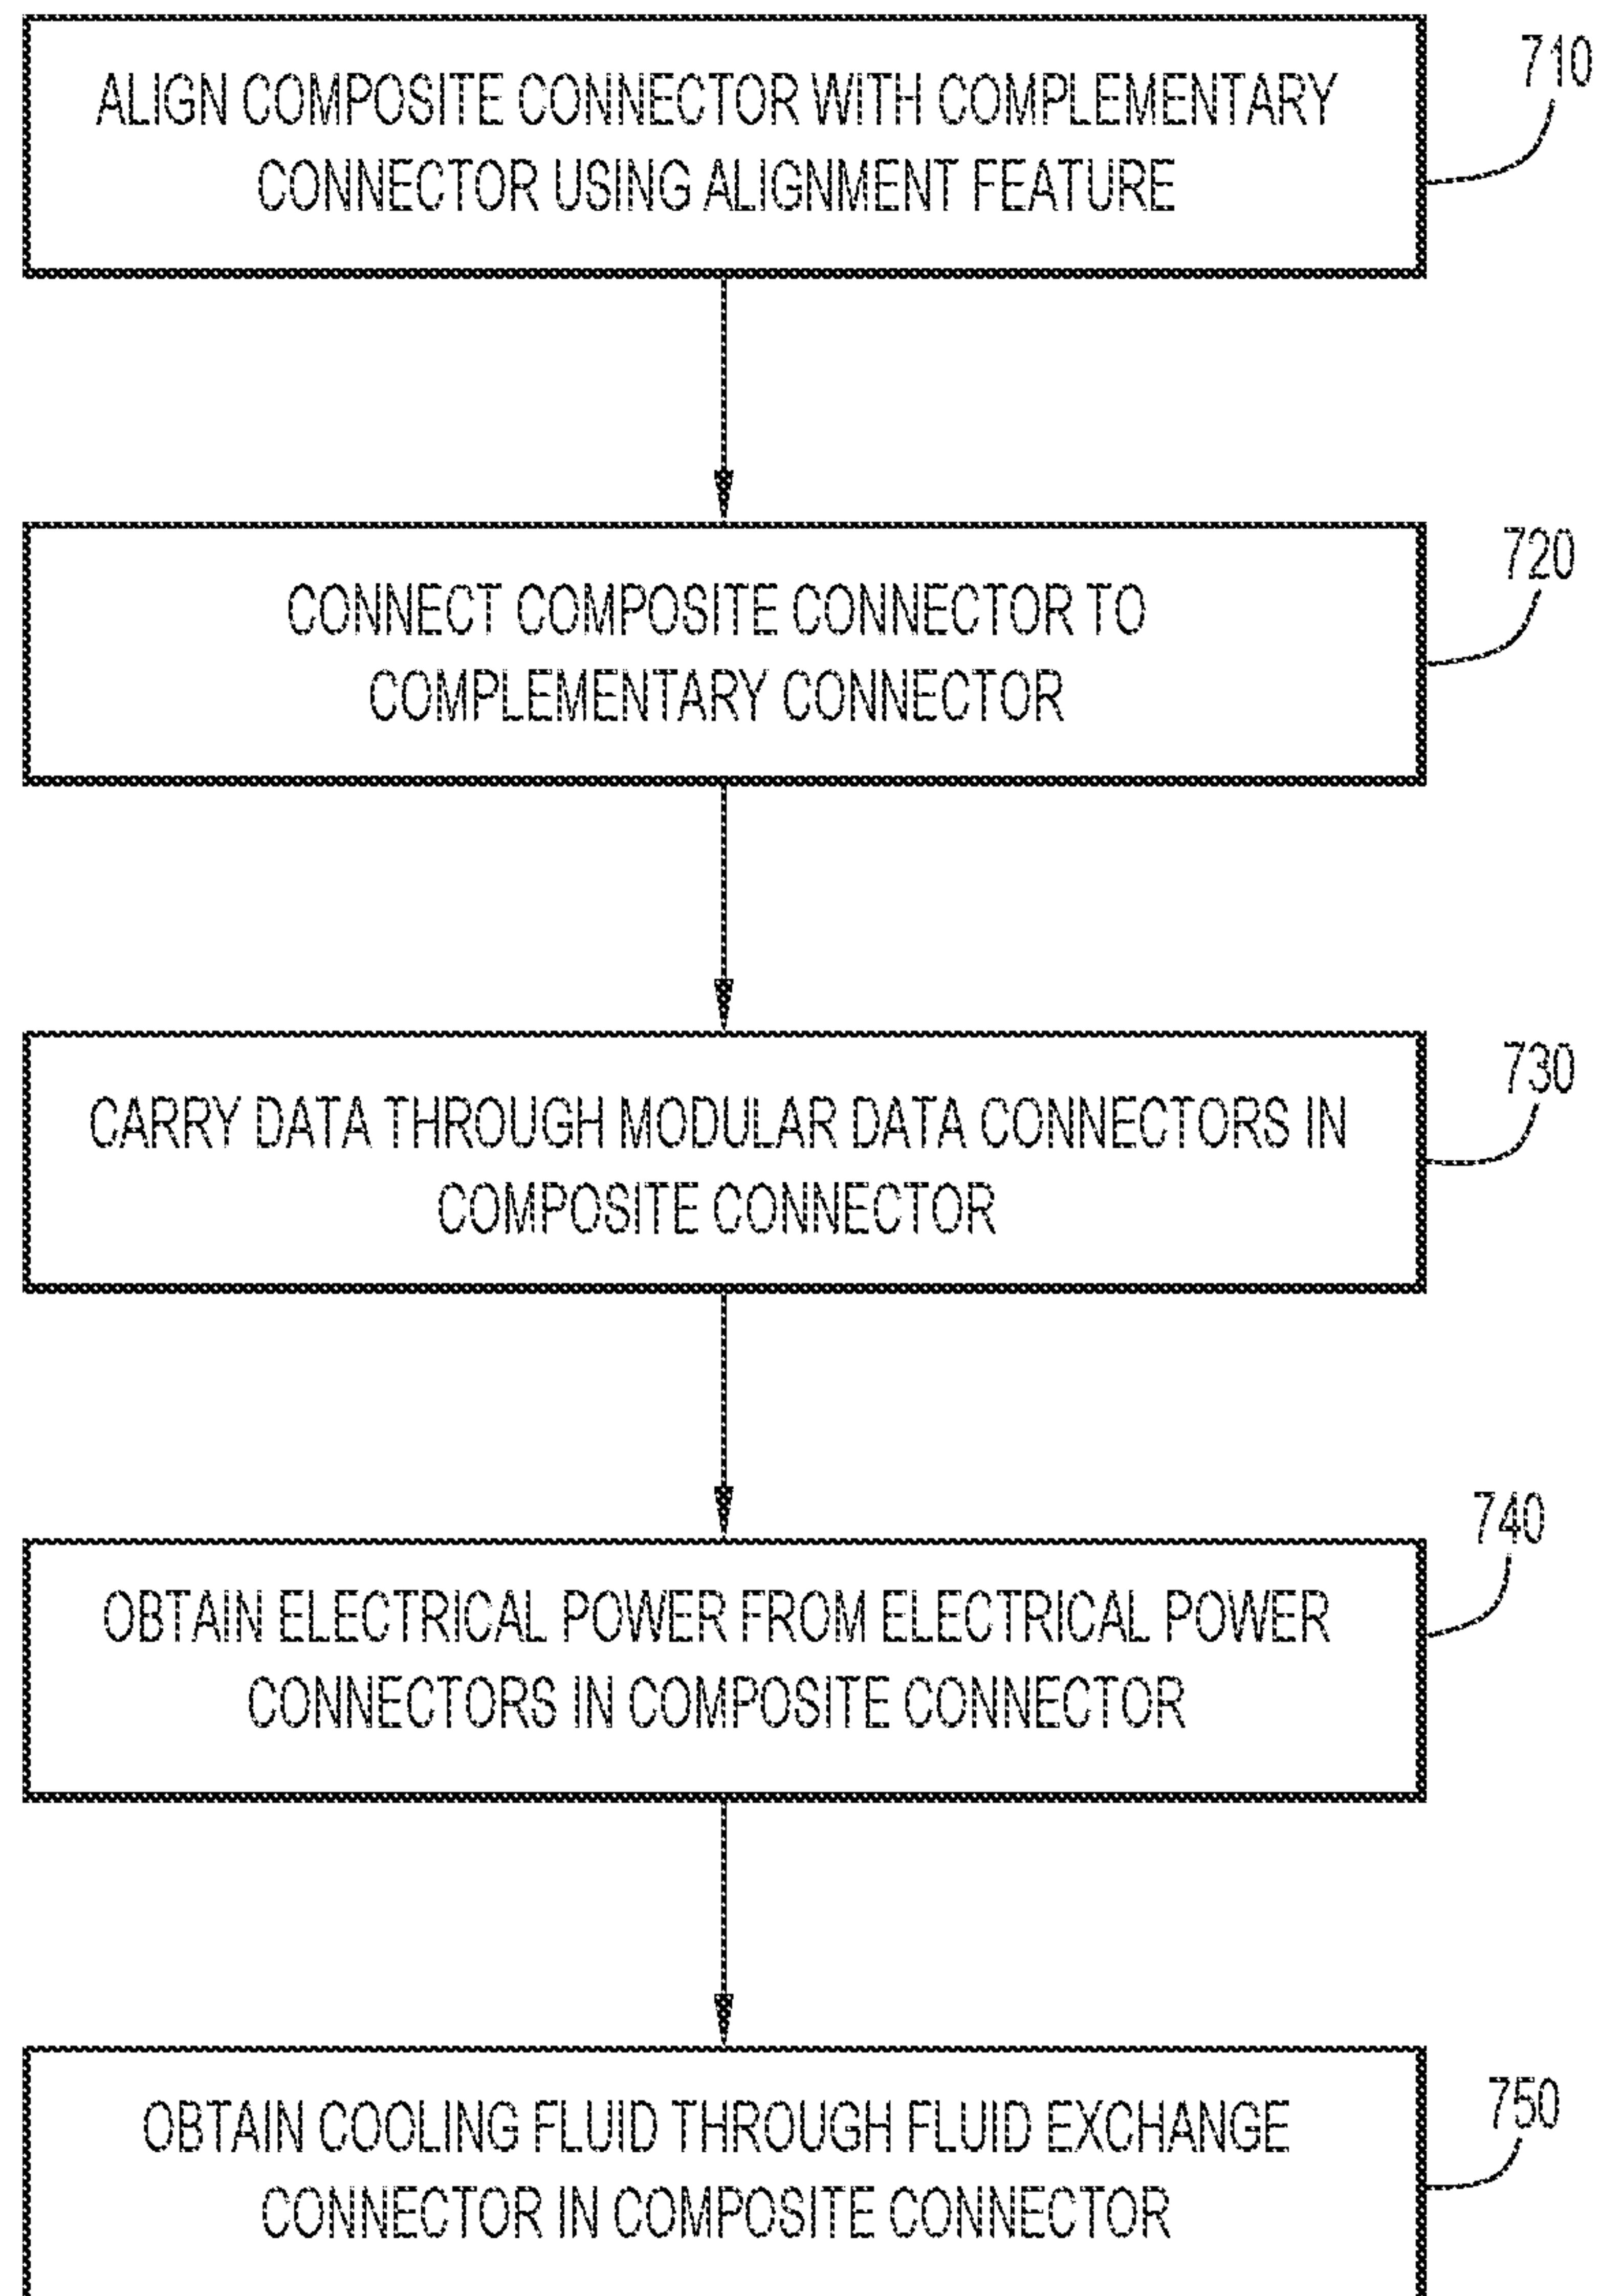 ALIGN COMPOSITE CONNECTOR WITH COMPLEMENTARY
CONNECTOR USING ALIGNMENT FEATURE
710
CONNECT COMPOSITE CONNECTOR TO
COMPLEMENTARY CONNECTOR
720
CARRY DATA THROUGH MODULAR DATA CONNECTORS IN
COMPOSITE CONNECTOR
730
OBTAIN ELECTRICAL POWER FROM ELECTRICAL POWER
CONNECTORS IN COMPOSITE CONNECTOR
740
OBTAIN COOLING FLUID THROUGH FLUID EXCHANGE
CONNECTOR IN COMPOSITE CONNECTOR
750